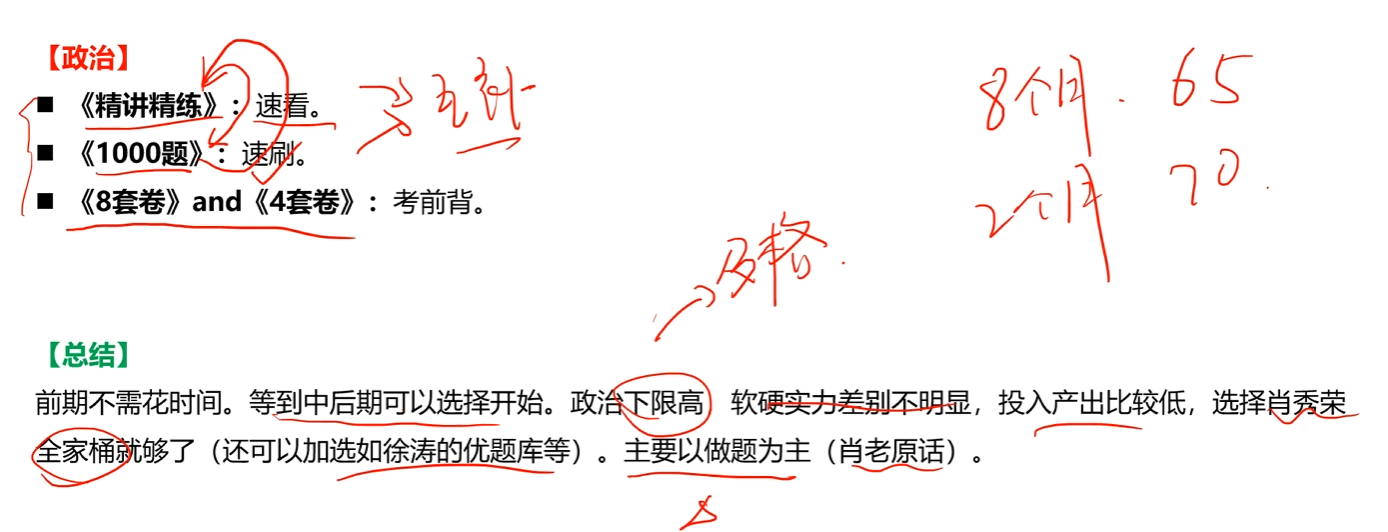 【政治】
■ 《精讲精练》：速看。
■ 《1000题》：速刷。
■ 《8套卷》and《4套卷》：考前背。
8个月. 65
2个月 70.
及格.
【总结】
前期不需花时间。等到中后期可以选择开始。政治下限高，软硬实力差别不明显，投入产出比较低，选择肖秀荣
全家桶就够了（还可以加选如徐涛的优题库等）。主要以做题为主（肖老原话）。